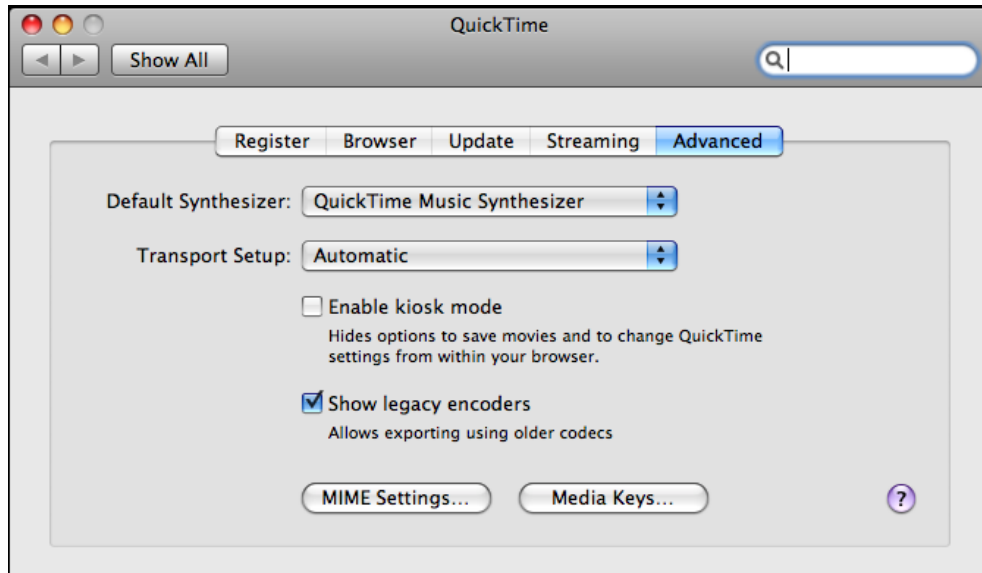 QuickTime
Show All
Register Browser Update Streaming Advanced
Default Synthesizer: QuickTime Music Synthesizer
Transport Setup: Automatic
Enable kiosk mode
Hides options to save movies and to change QuickTime
settings from within your browser.
Show legacy encoders
Allows exporting using older codecs
MIME Settings... Media Keys... ?